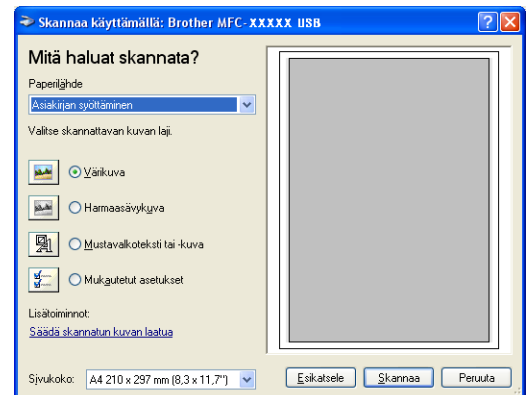 Skannaa käyttämällä: Brother MFC-XXXXX USB
Mitä haluat skannata?
Paperilähde
Asiakirjan syöttäminen
Valitse skannattavan kuvan laji.
Värikuva
Harmaasävykuva
Mustavalkoteksti tai -kuva
Mukautetut asetukset
Lisätoiminnot:
Säädä skannatun kuvan laatua
Sivukoko: A4 210 x 297 mm (8,3 x 11,7")
Esikatsele Skannaa Peruuta